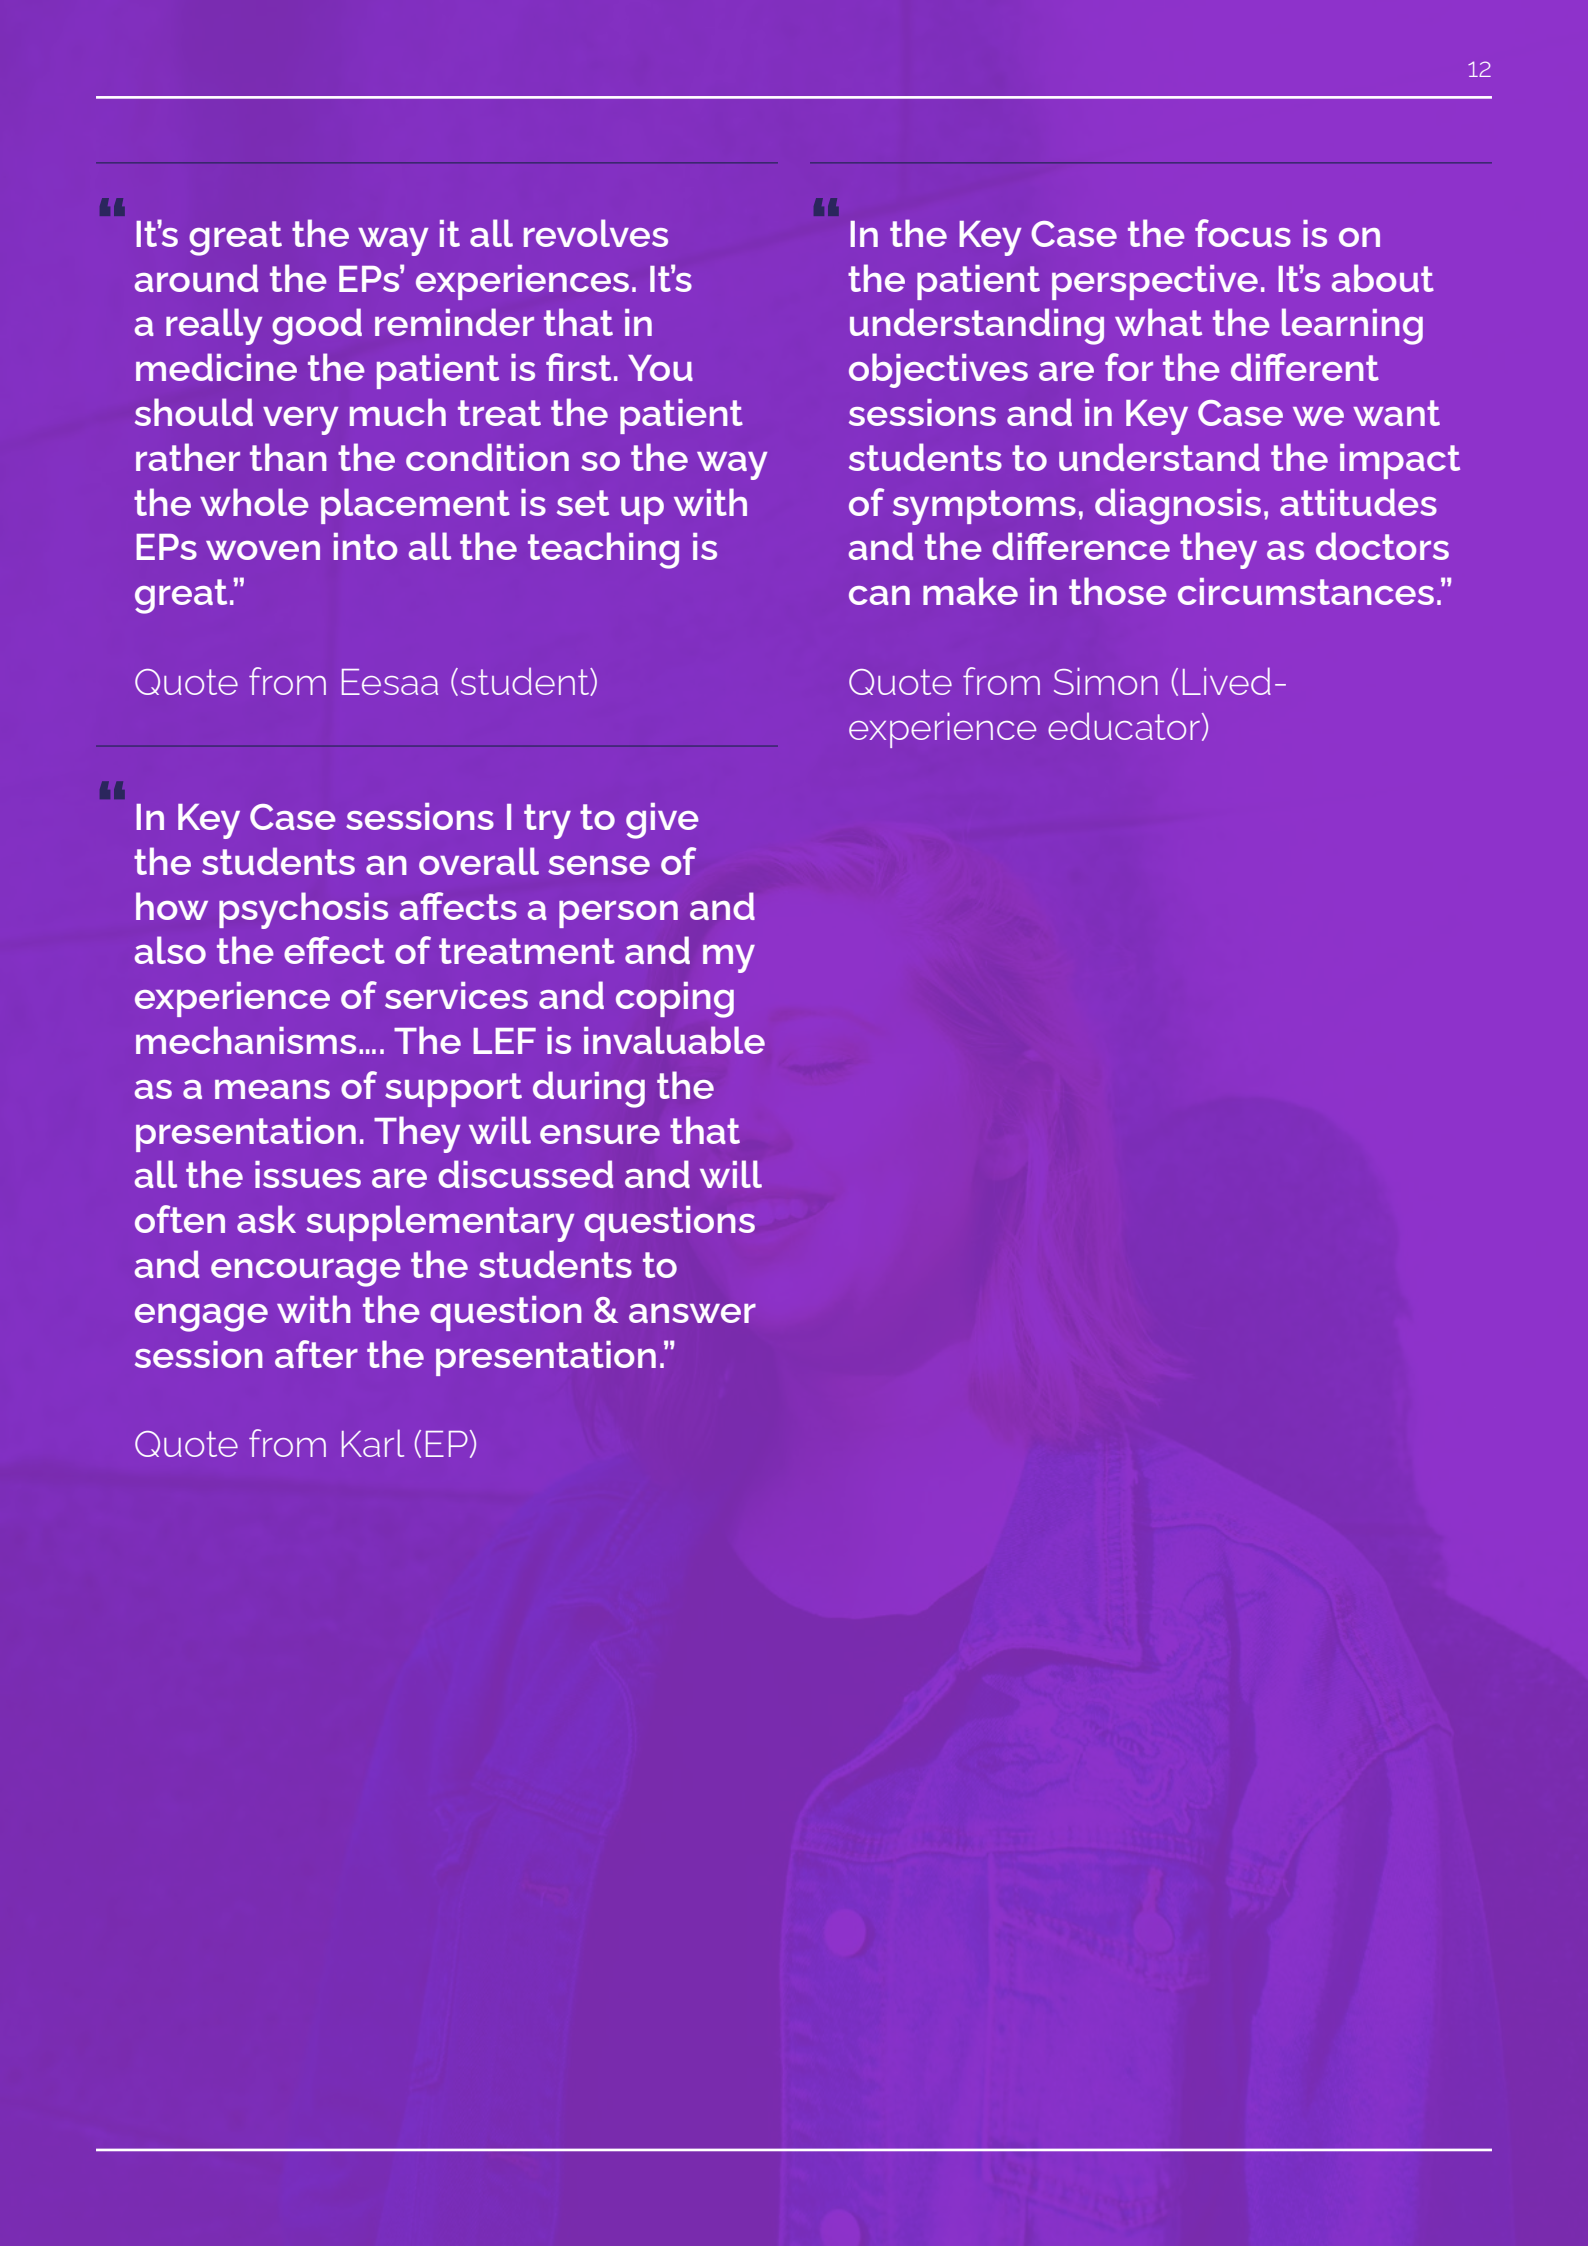 12
“It’s great the way it all revolves
around the EPs’ experiences. It’s
a really good reminder that in
medicine the patient is first. You
should very much treat the patient
rather than the condition so the way
the whole placement is set up with
EPs woven into all the teaching is
great.”
Quote from Eesaa (student)
“In Key Case sessions I try to give
the students an overall sense of
how psychosis affects a person and
also the effect of treatment and my
experience of services and coping
mechanisms.... The LEF is invaluable
as a means of support during the
presentation. They will ensure that
all the issues are discussed and will
often ask supplementary questions
and encourage the students to
engage with the question & answer
session after the presentation.”
Quote from Karl (EP)
“In the Key Case the focus is on
the patient perspective. It’s about
understanding what the learning
objectives are for the different
sessions and in Key Case we want
students to understand the impact
of symptoms, diagnosis, attitudes
and the difference they as doctors
can make in those circumstances.”
Quote from Simon (Lived-
experience educator)